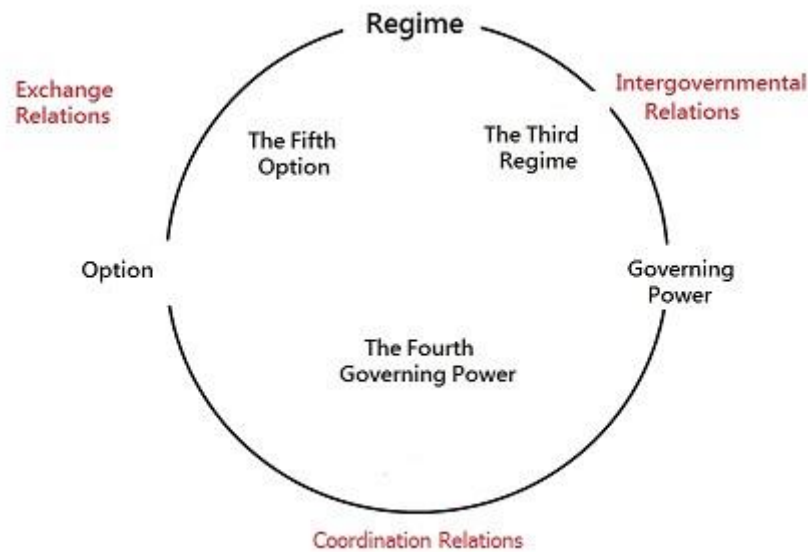 Regime
Exchange
Relations
Intergovernmental
Relations
The Fifth
Option
The Third
Regime
Option
Governing
Power
The Fourth
Governing Power
Coordination Relations